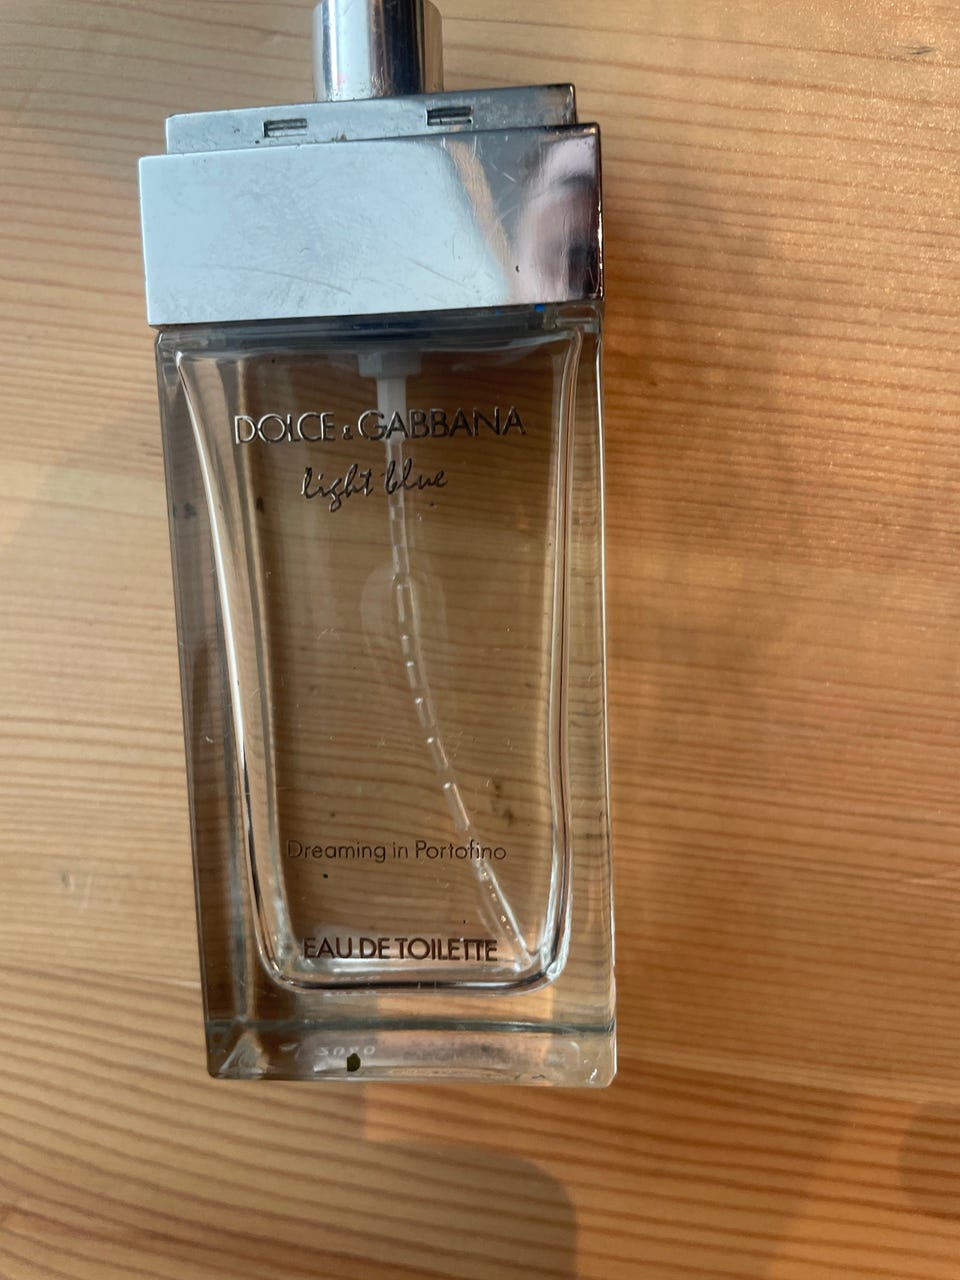 DOLCE & GABBANA
light blue
Dreaming in Portofino
EAU DE TOILETTE